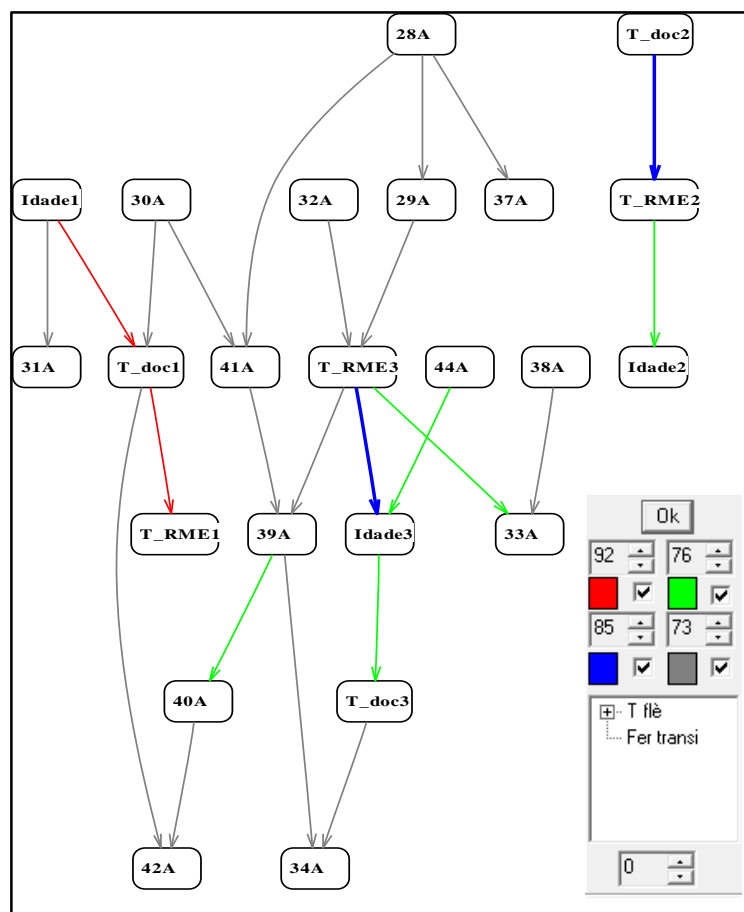 28A
T_doc2
Idade1
30A
32A
29A
37A
T_RME2
31A
T_doc1
41A
T_RME3
44A
38A
Idade2
T_RME1
39A
Idade3
33A
Ok
92
76
85
73
40A
T_doc3
T flè
Fer transi
42A
34A
0